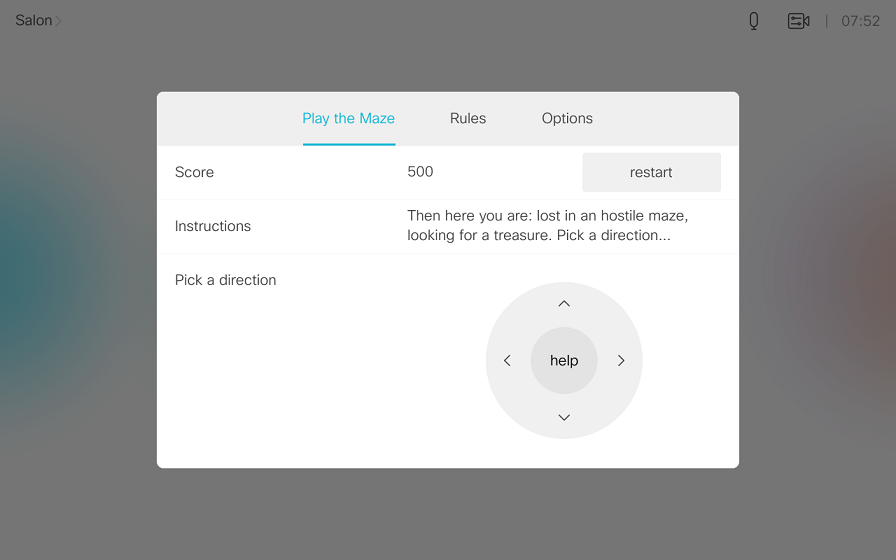 Salon
07:52
Play the Maze Rules Options
Score 500 restart
Instructions
Then here you are: lost in an hostile maze,
looking for a treasure. Pick a direction...
Pick a direction
help